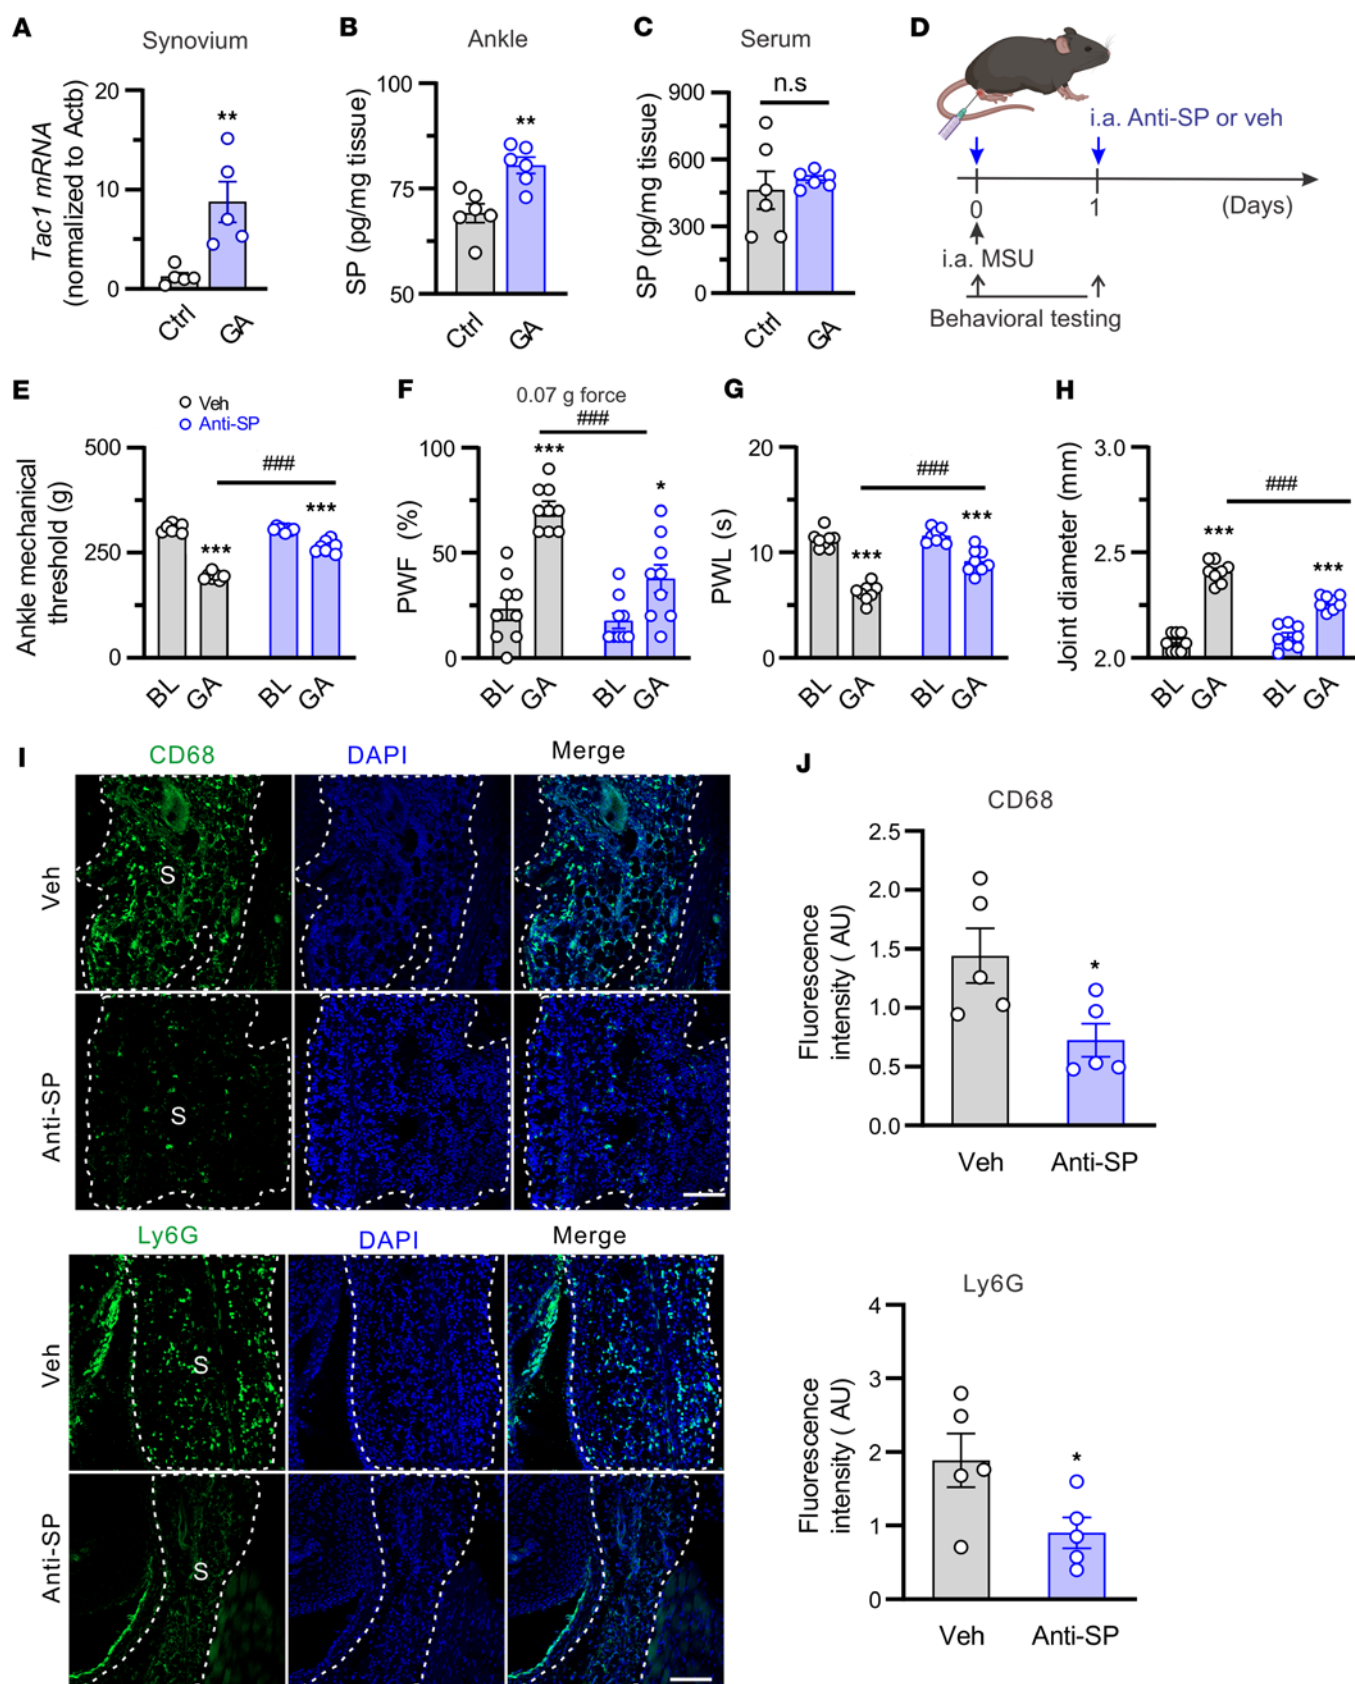 A
Synovium
Tac1 mRNA
(normalized to Actb)
20
10
0
**
Ctrl
GA
B
Ankle
SP (pg/mg tissue)
100
75
50
**
Ctrl
GA
C
Serum
SP (pg/mg tissue)
900
600
300
0
n.s
Ctrl
GA
D
i.a. Anti-SP or veh
0
1
(Days)
i.a. MSU
Behavioral testing
E
Veh
Anti-SP
Ankle mechanical
threshold (g)
500
250
0
***
###
***
BL
GA
BL
GA
F
0.07 g force
PWF (%)
100
50
0
***
###
*
BL
GA
BL
GA
G
PWL (s)
20
10
0
***
###
***
BL
GA
BL
GA
H
Joint diameter (mm)
3.0
2.5
2.0
***
###
***
BL
GA
BL
GA
I
CD68
DAPI
Merge
Veh
S
Anti-SP
S
Ly6G
DAPI
Merge
Veh
S
Anti-SP
S
J
CD68
Fluorescence
intensity ( AU)
2.5
2.0
1.5
1.0
0.5
0.0
*
Veh
Anti-SP
Ly6G
Fluorescence
intensity ( AU)
4
3
2
1
0
*
Veh
Anti-SP